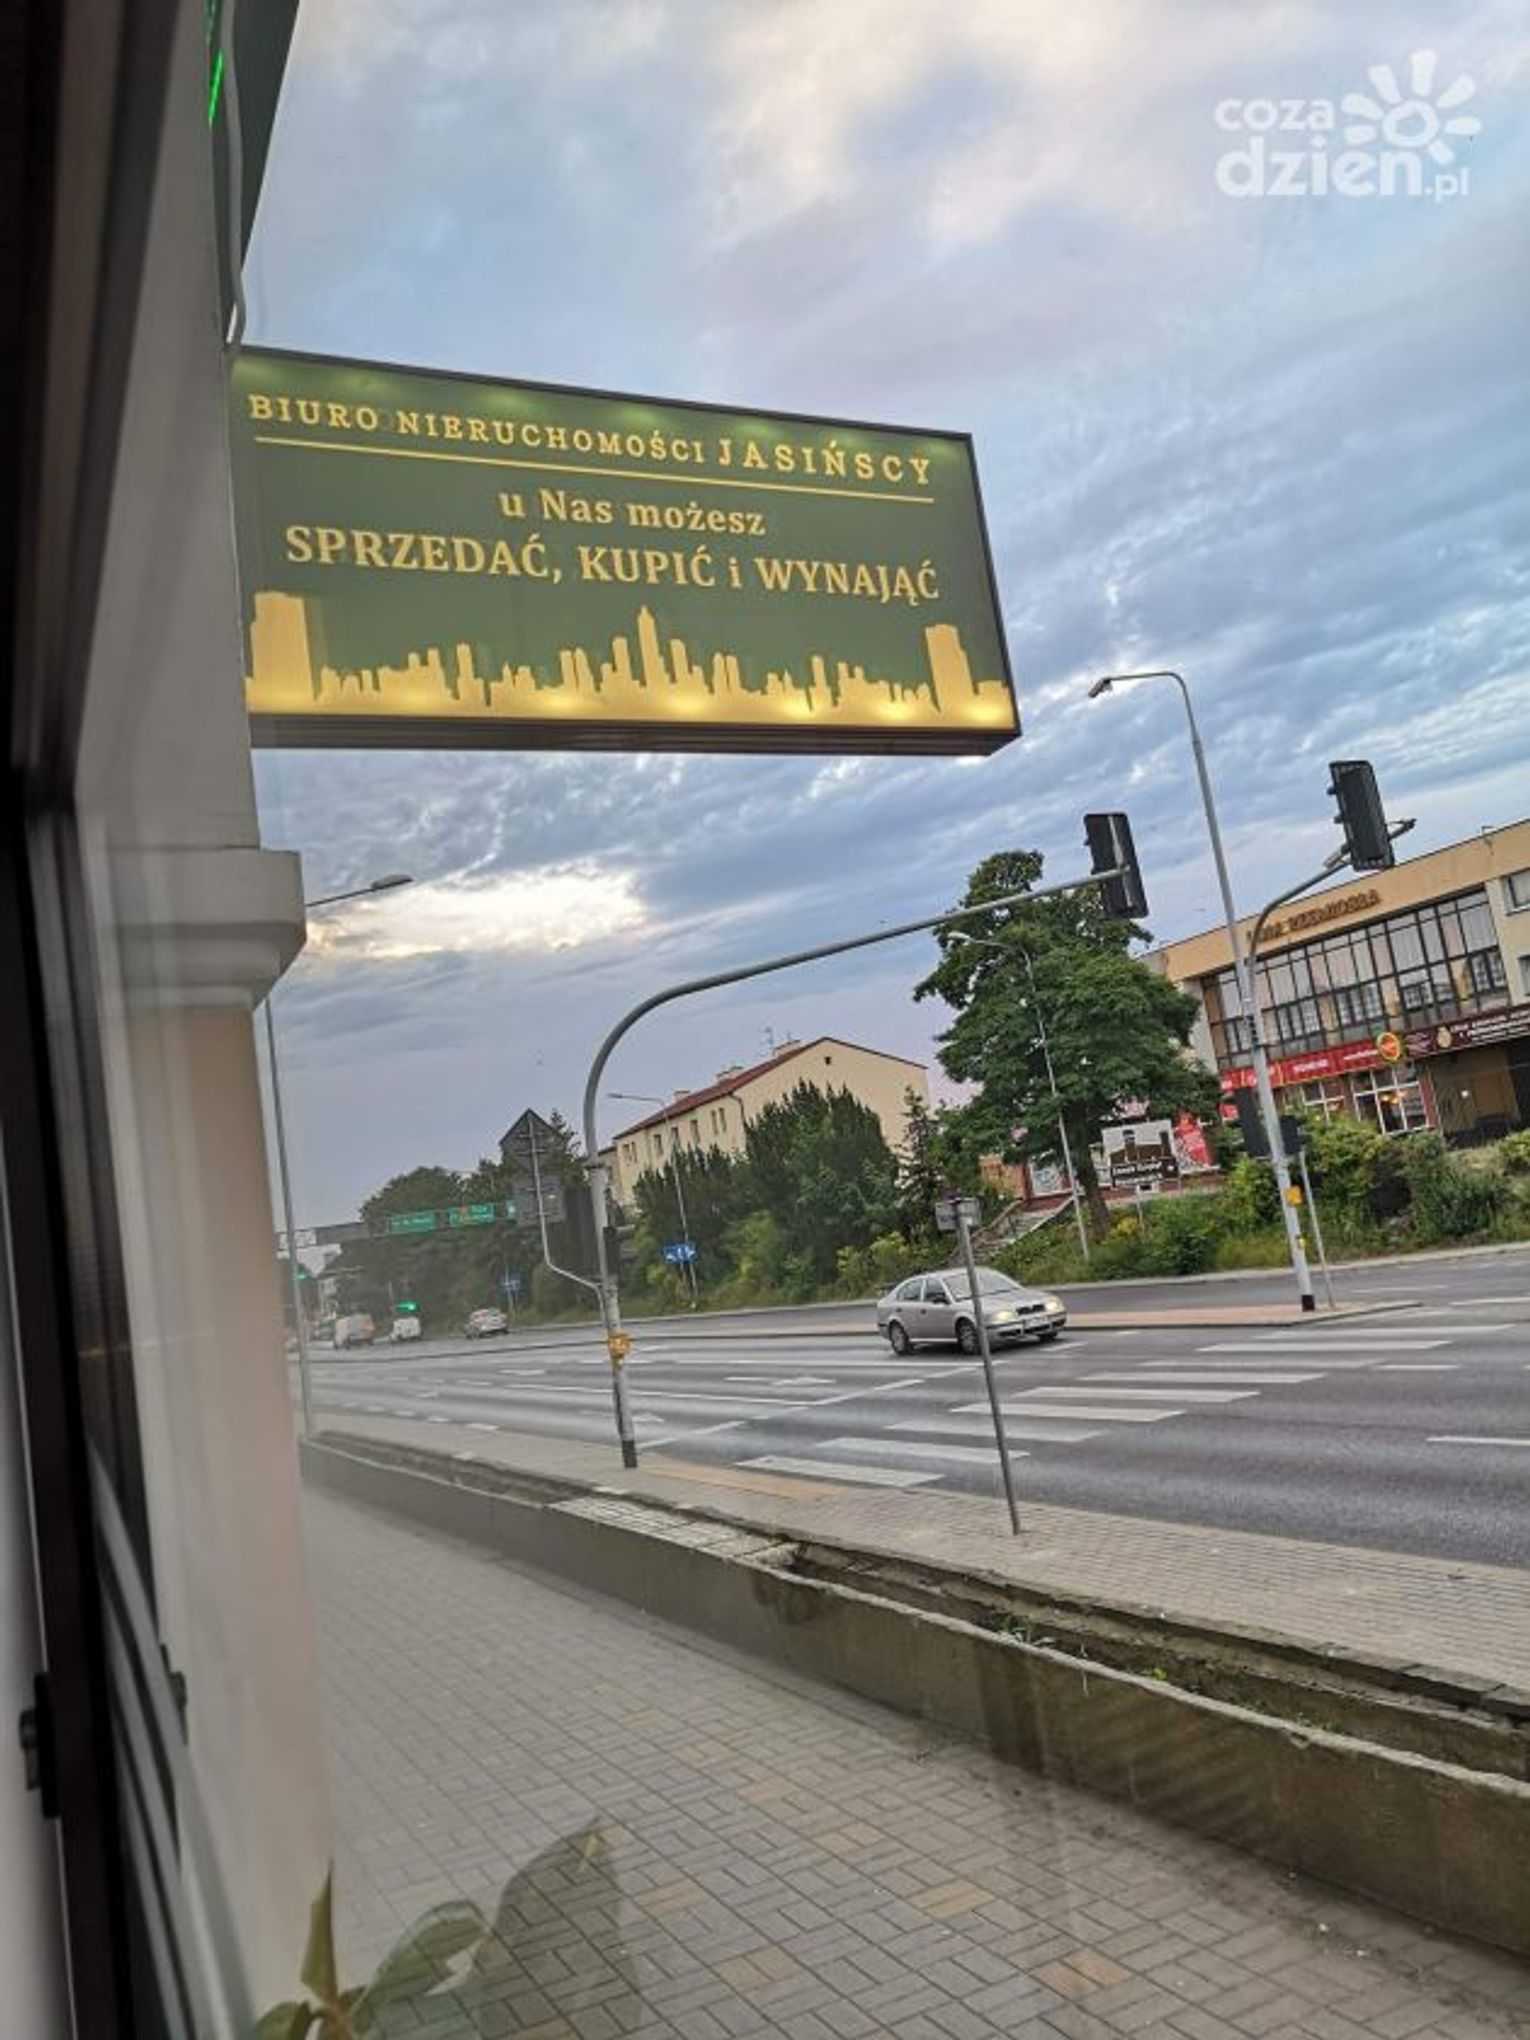 coza
dzien.pl
BIURO NIERUCHOMOŚCI JASIŃSCY
u Nas możesz
SPRZEDAĆ, KUPIĆ i WYNAJĄĆ